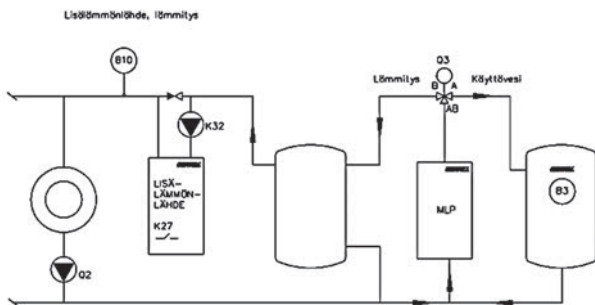 Lisälämmönlähde, lämmitys
B10
Q3
B A
Lämmitys
Käyttövesi
AB
K32
LISÄ-
LÄMMÖN-
LÄHDE
K27
MLP
B3
Q2